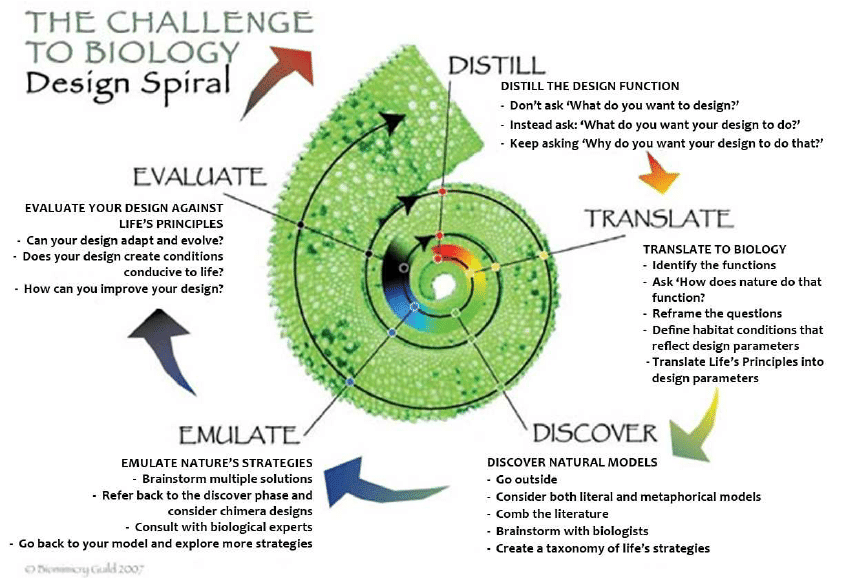 THE CHALLENGE
TO BIOLOGY
Design Spiral
DISTILL
DISTILL THE DESIGN FUNCTION
- Don't ask 'What do you want to design?'
- Instead ask: 'What do you want your design to do?'
- Keep asking 'Why do you want your design to do that?'
TRANSLATE
TRANSLATE TO BIOLOGY
- Identify the functions
- Ask 'How does nature do that
function?
- Reframe the questions
- Define habitat conditions that
reflect design parameters
- Translate Life's Principles into
design parameters
DISCOVER
DISCOVER NATURAL MODELS
- Go outside
- Consider both literal and metaphorical models
- Comb the literature
- Brainstorm with biologists
- Create a taxonomy of life's strategies
EMULATE
EMULATE NATURE'S STRATEGIES
- Brainstorm multiple solutions
- Refer back to the discover phase and
consider chimera designs
- Consult with biological experts
- Go back to your model and explore more strategies
EVALUATE
EVALUATE YOUR DESIGN AGAINST
LIFE'S PRINCIPLES
- Can your design adapt and evolve?
- Does your design create conditions
conducive to life?
- How can you improve your design?
© Biomimicry Guild 2007